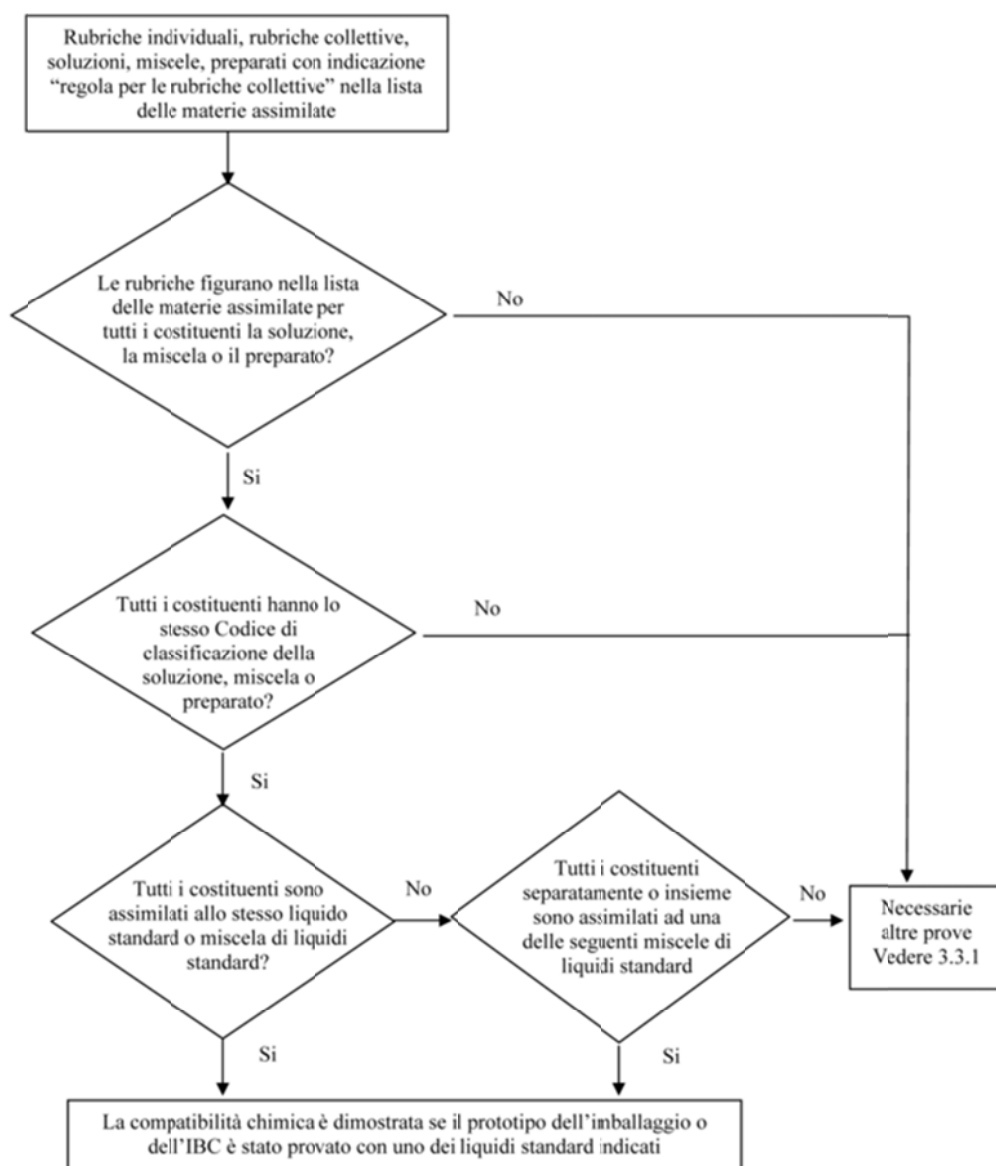 Rubriche individuali, rubriche collettive,
soluzioni, miscele, preparati con indicazione
“regola per le rubriche collettive” nella lista
delle materie assimilate
Le rubriche figurano nella lista
delle materie assimilate per
tutti i costituenti la soluzione,
la miscela o il preparato?
No
Si
Tutti i costituenti hanno lo
stesso Codice di
classificazione della
soluzione, miscela o
preparato?
No
Si
Tutti i costituenti sono
assimilati allo stesso liquido
standard o miscela di liquidi
standard?
No
Tutti i costituenti
separatamente o insieme
sono assimilati ad una
delle seguenti miscele di
liquidi standard
No
Necessarie
altre prove
Vedere 3.3.1
Si
Si
La compatibilità chimica è dimostrata se il prototipo dell’imballaggio o
dell’IBC è stato provato con uno dei liquidi standard indicati